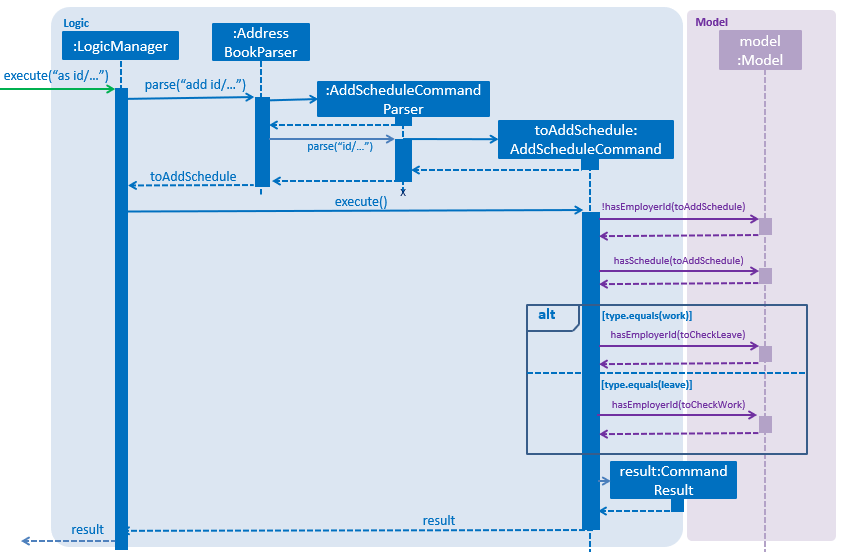 Logic
Model
:LogicManager
:Address
BookParser
model
:Model
execute(“as id/…”)
parse(“add id/…”)
:AddScheduleCommand
Parser
toAddSchedule:
AddScheduleCommand
parse(“id/…”)
toAddSchedule
x
execute()
!hasEmployerId(toAddSchedule)
hasSchedule(toAddSchedule)
alt
[type.equals(work)]
hasEmployerId(toCheckLeave)
[type.equals(leave)]
hasEmployerId(toCheckWork)
result:Command
Result
result
result